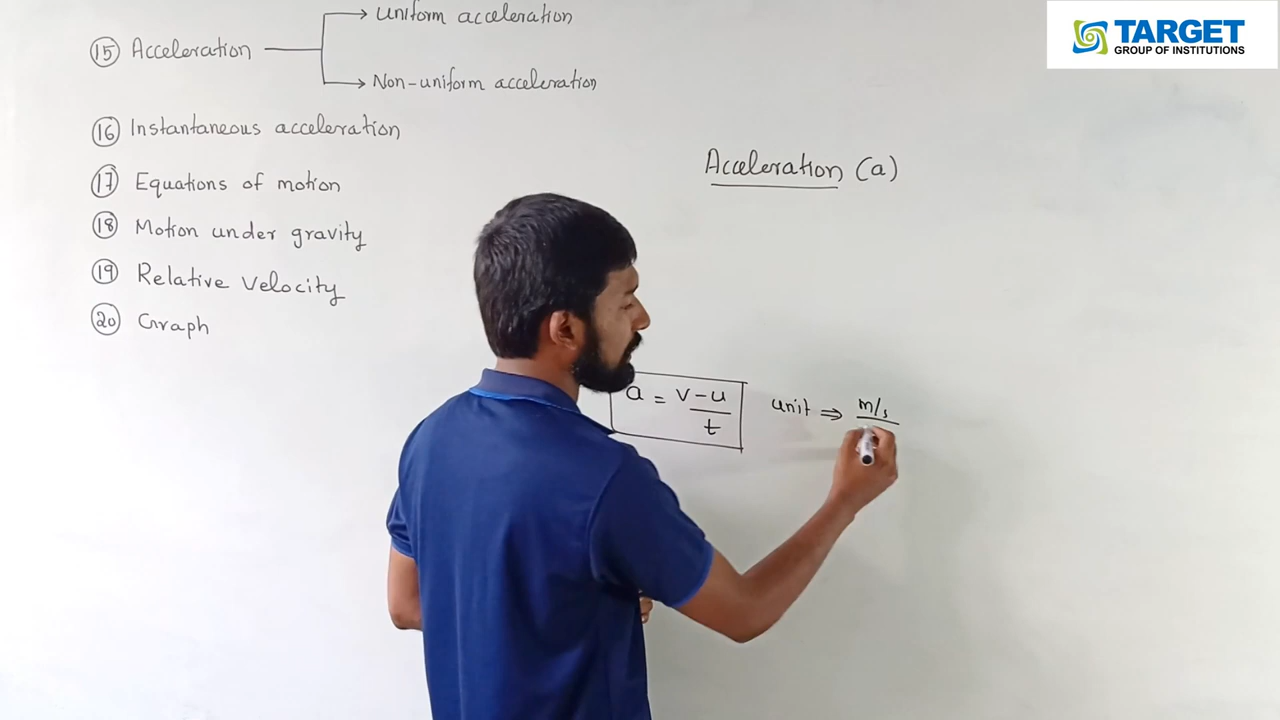 Uniform acceleration
15 Acceleration
Non-uniform acceleration
16 Instantaneous acceleration
17 Equations of motion
18 Motion under gravity
19 Relative velocity
20 Graph
TARGET
GROUP OF INSTITUTIONS
Acceleration (a)
a = v-u/t
unit ⇒ m/s